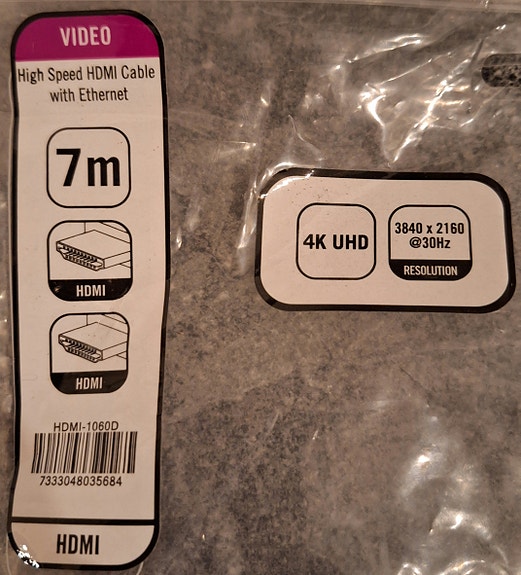 VIDEO
High Speed HDMI Cable
with Ethernet
7m
HDMI
HDMI
HDMI-1060D
7333048035684
HDMI
4K UHD
3840 x 2160
@30Hz
RESOLUTION